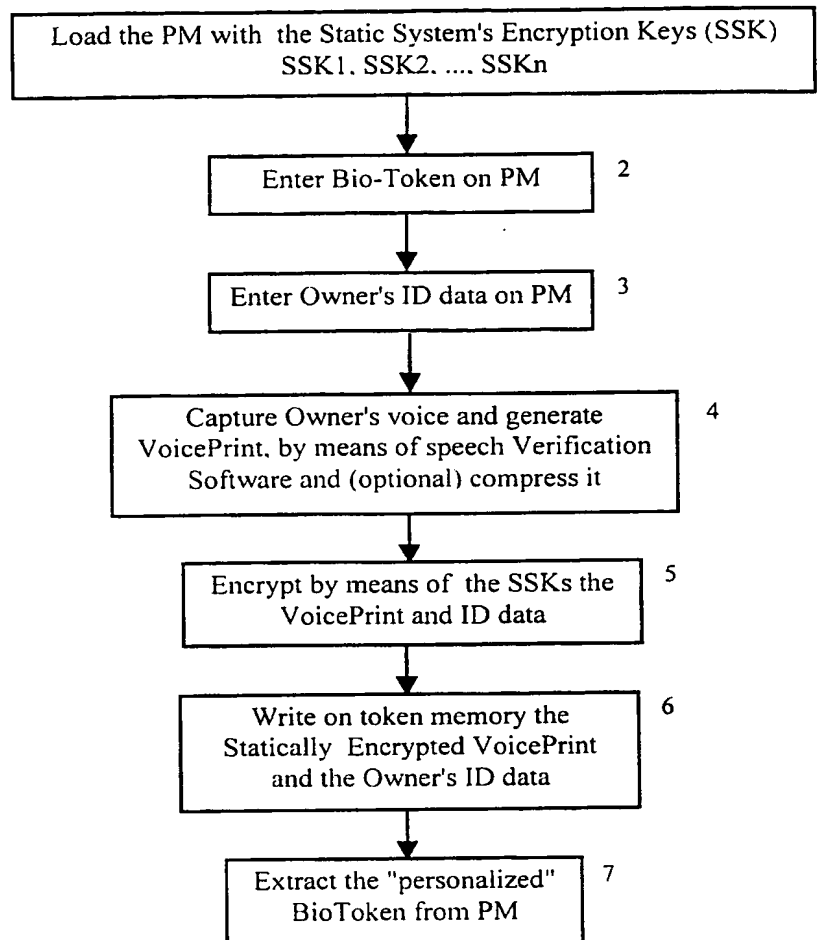 Load the PM with the Static System's Encryption Keys (SSK)
SSK1, SSK2, ...., SSKn
Enter Bio-Token on PM
2
Enter Owner's ID data on PM
3
Capture Owner's voice and generate
VoicePrint, by means of speech Verification
Software and (optional) compress it
4
Encrypt by means of the SSKs the
VoicePrint and ID data
5
Write on token memory the
Statically Encrypted VoicePrint
and the Owner's ID data
6
Extract the "personalized"
BioToken from PM
7